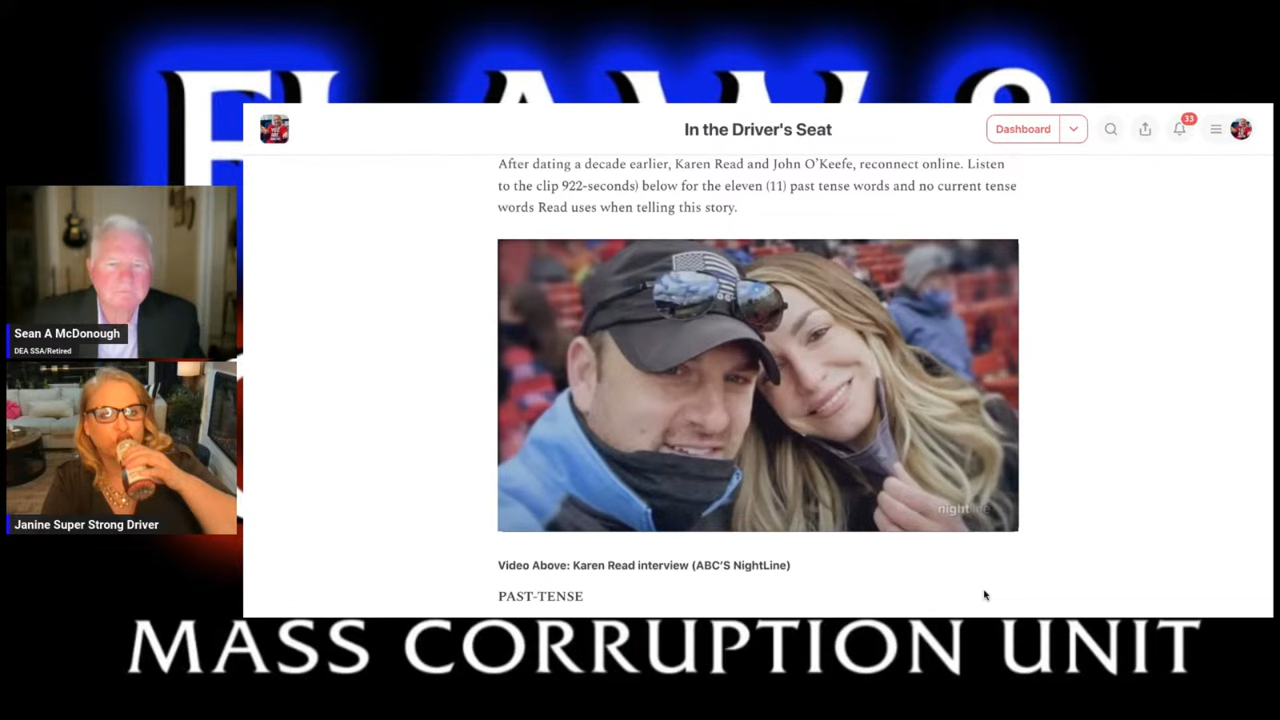 In the Driver's Seat
Dashboard
33
After dating a decade earlier, Karen Read and John O'Keefe, reconnect online. Listen
to the clip 922-seconds) below for the eleven (11) past tense words and no current tense
words Read uses when telling this story.
nightline
Video Above: Karen Read interview (ABC'S NightLine)
PAST-TENSE
Sean A McDonough
DEA SSA/Retired
Janine Super Strong Driver
MASS CORRUPTION UNIT